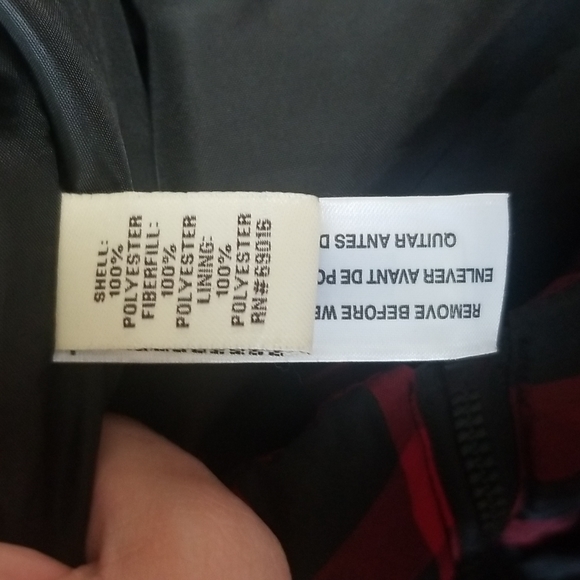 SHELL:
100%
POLYESTER
FIBERFILL:
100%
POLYESTER
LINING:
100%
POLYESTER
RN#69016
REMOVE BEFORE WE
ENLEVER AVANT DE PO
QUITAR ANTES D